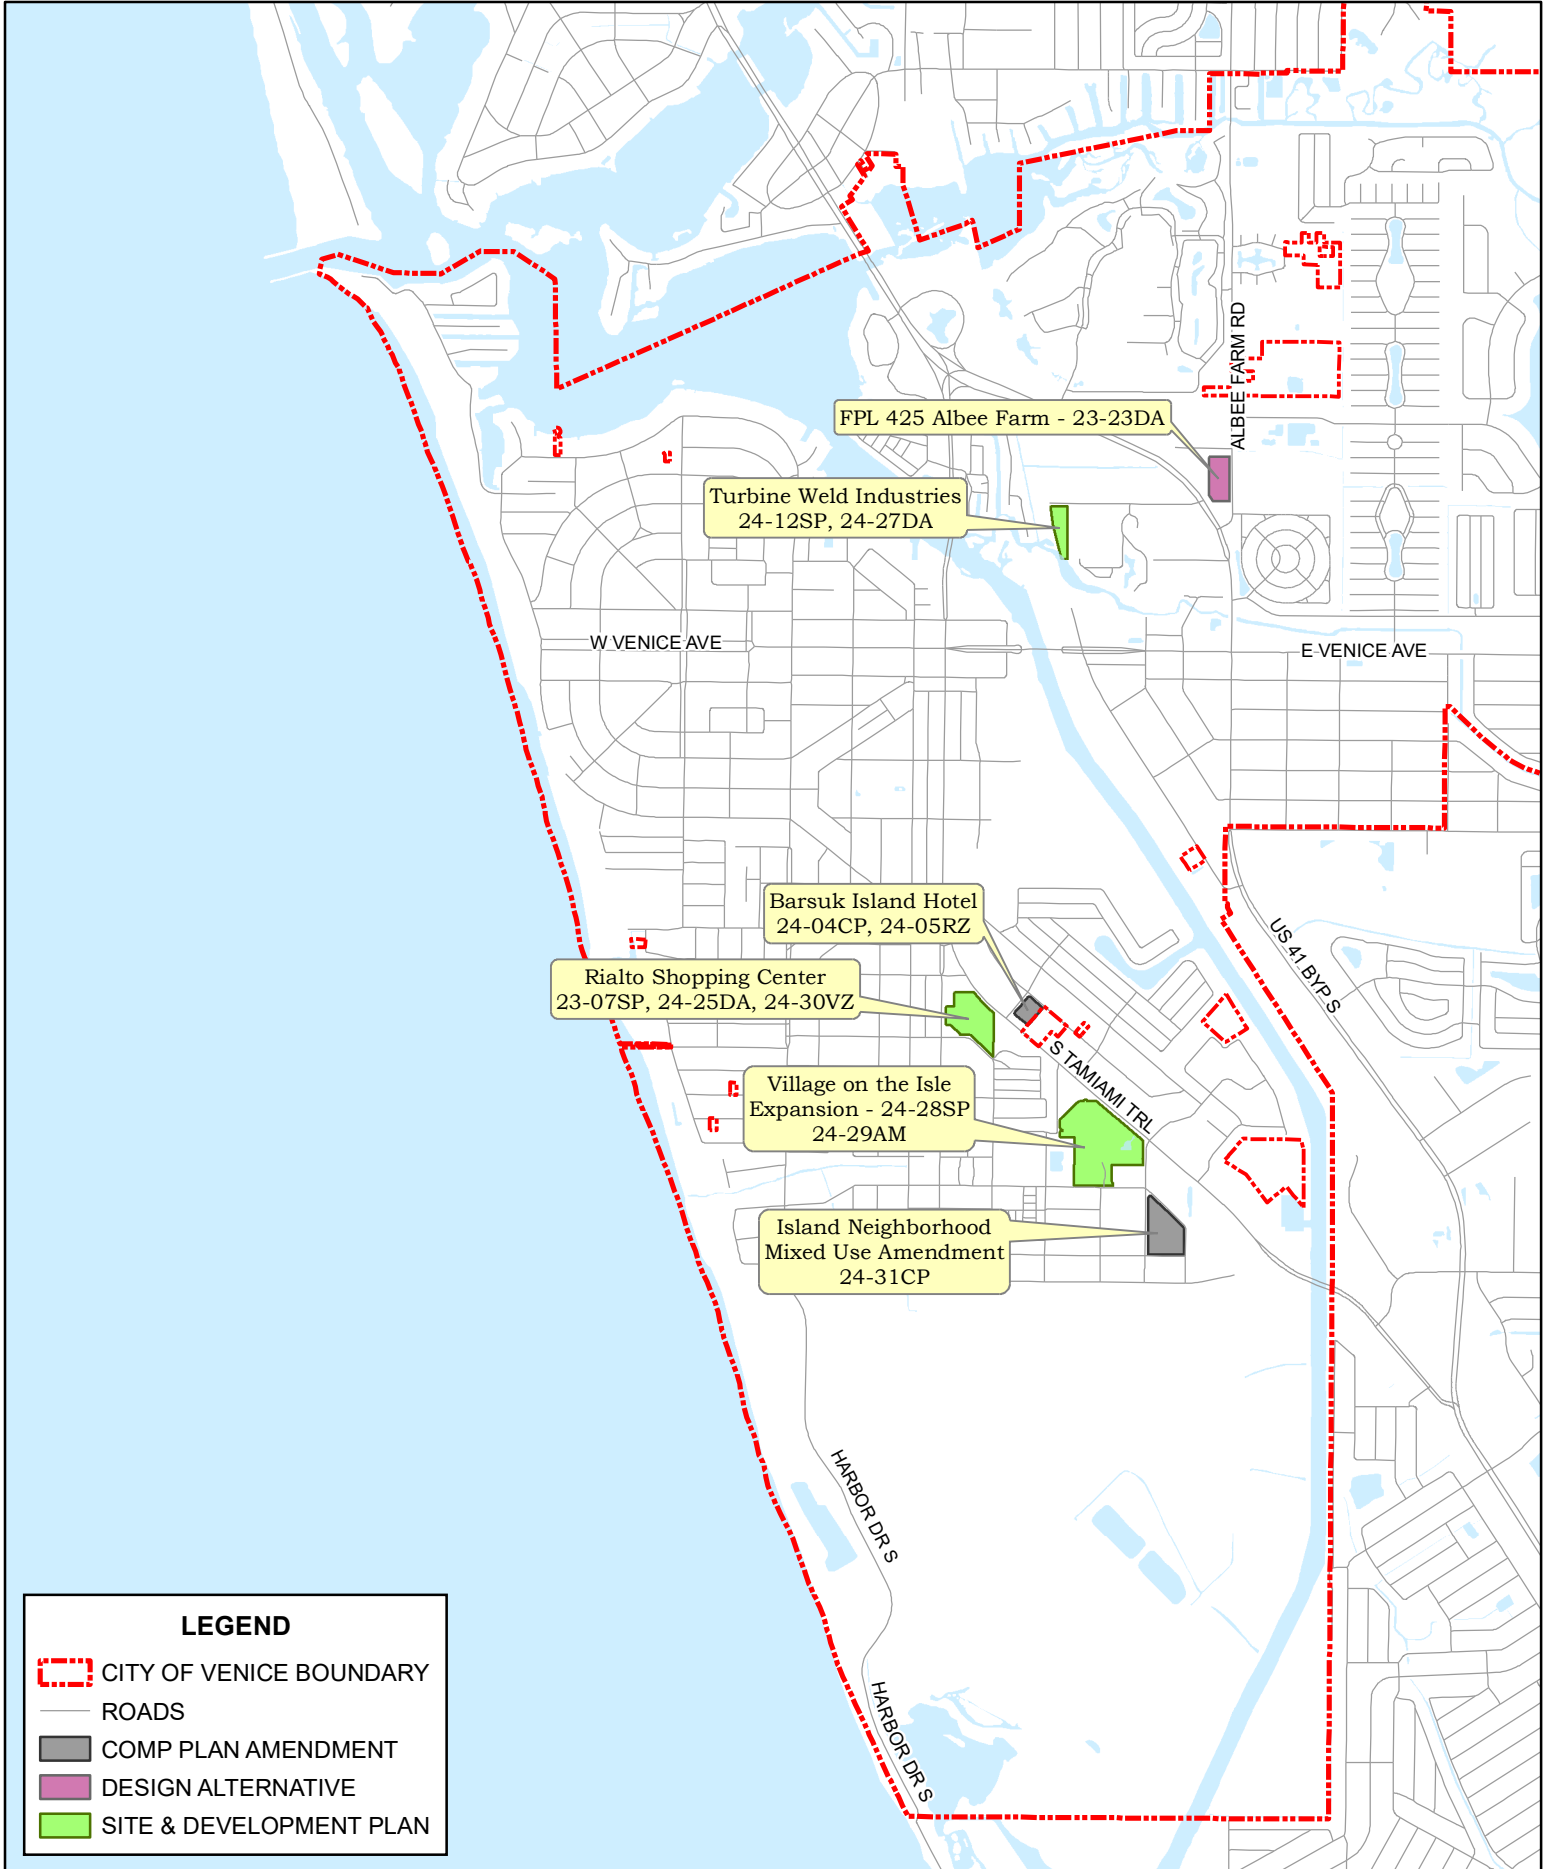 ALBEE FARM RD
FPL 425 Albee Farm - 23-23DA
Turbine Weld Industries
24-12SP, 24-27DA
W VENICE AVE
E VENICE AVE
Barsuk Island Hotel
24-04CP, 24-05RZ
US 41 BYP S
Rialto Shopping Center
23-07SP, 24-25DA, 24-30VZ
S TAMIAMI TRL
Village on the Isle
Expansion - 24-28SP
24-29AM
Island Neighborhood
Mixed Use Amendment
24-31CP
HARBOR DR S
HARBOR DR S
LEGEND
CITY OF VENICE BOUNDARY
ROADS
COMP PLAN AMENDMENT
DESIGN ALTERNATIVE
SITE & DEVELOPMENT PLAN